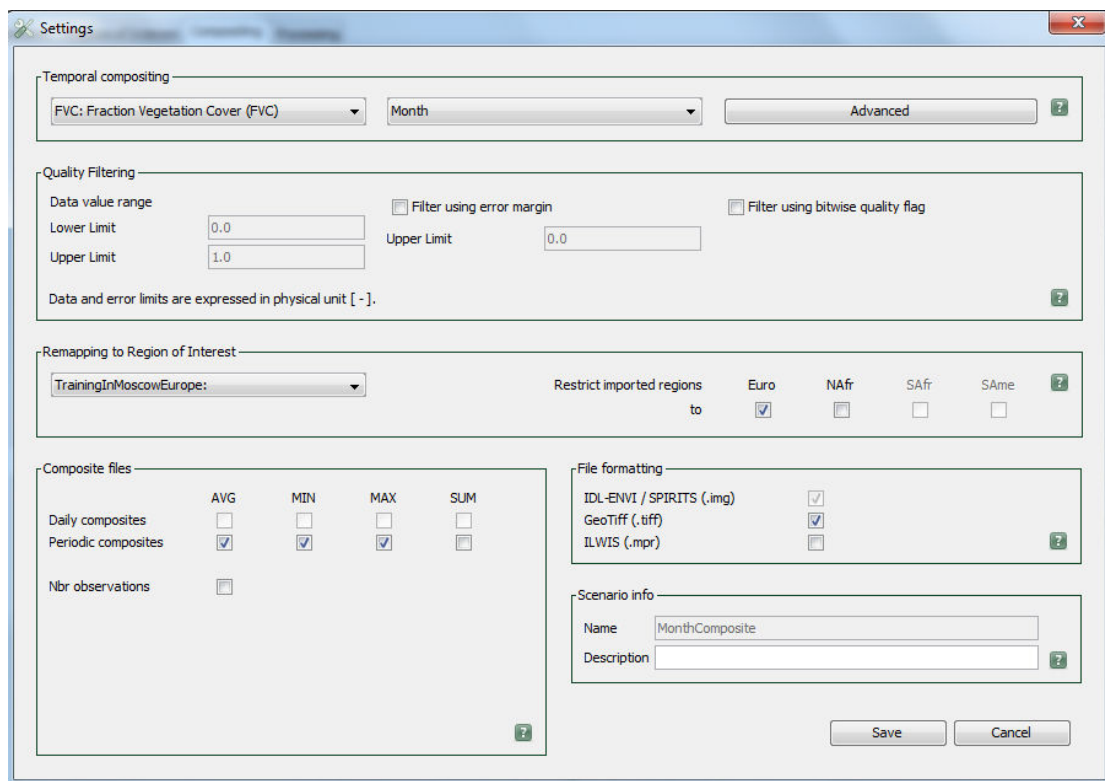 Settings
Temporal compositing
FVC: Fraction Vegetation Cover (FVC) Month Advanced ?
Quality Filtering
Data value range Filter using error margin Filter using bitwise quality flag
Lower Limit 0.0 Upper Limit 0.0
Upper Limit 1.0
Data and error limits are expressed in physical unit [ - ]. ?
Remapping to Region of Interest
TrainingInMoscowEurope: Restrict imported regions to Euro NAfr SAfr SAme ?
Composite files
AVG MIN MAX SUM
Daily composites
Periodic composites
Nbr observations
?
File formatting
IDL-ENVI / SPIRITS (.img)
GeoTiff (.tiff)
ILWIS (.mpr) ?
Scenario info
Name MonthComposite
Description ?
Save Cancel